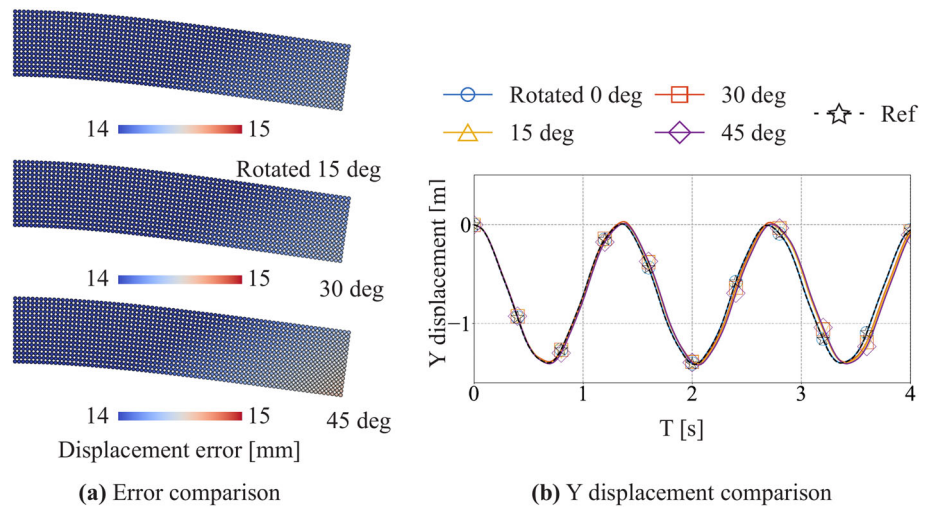 14 15
Rotated 15 deg
14 15
30 deg
14 15
45 deg
Displacement error [mm]
(a) Error comparison
Rotated 0 deg 30 deg Ref
15 deg 45 deg
Y displacement [m]
0
−1
0 1 2 3 4
T [s]
(b) Y displacement comparison